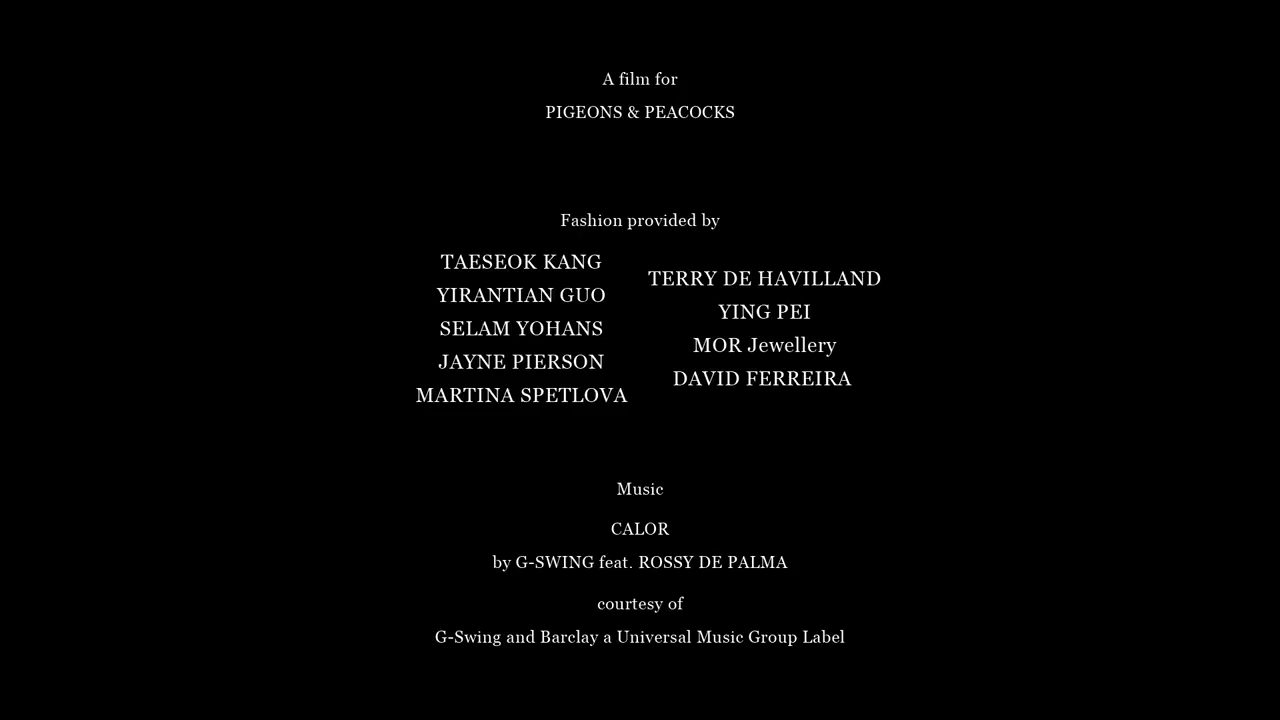 A film for
PIGEONS & PEACOCKS
Fashion provided by
TAESEOK KANG
YIRANTIAN GUO
SELAM YOHANS
JAYNE PIERSON
MARTINA SPETLOVA
TERRY DE HAVILLAND
YING PEI
MOR Jewellery
DAVID FERREIRA
Music
CALOR
by G-SWING feat. ROSSY DE PALMA
courtesy of
G-Swing and Barclay a Universal Music Group Label